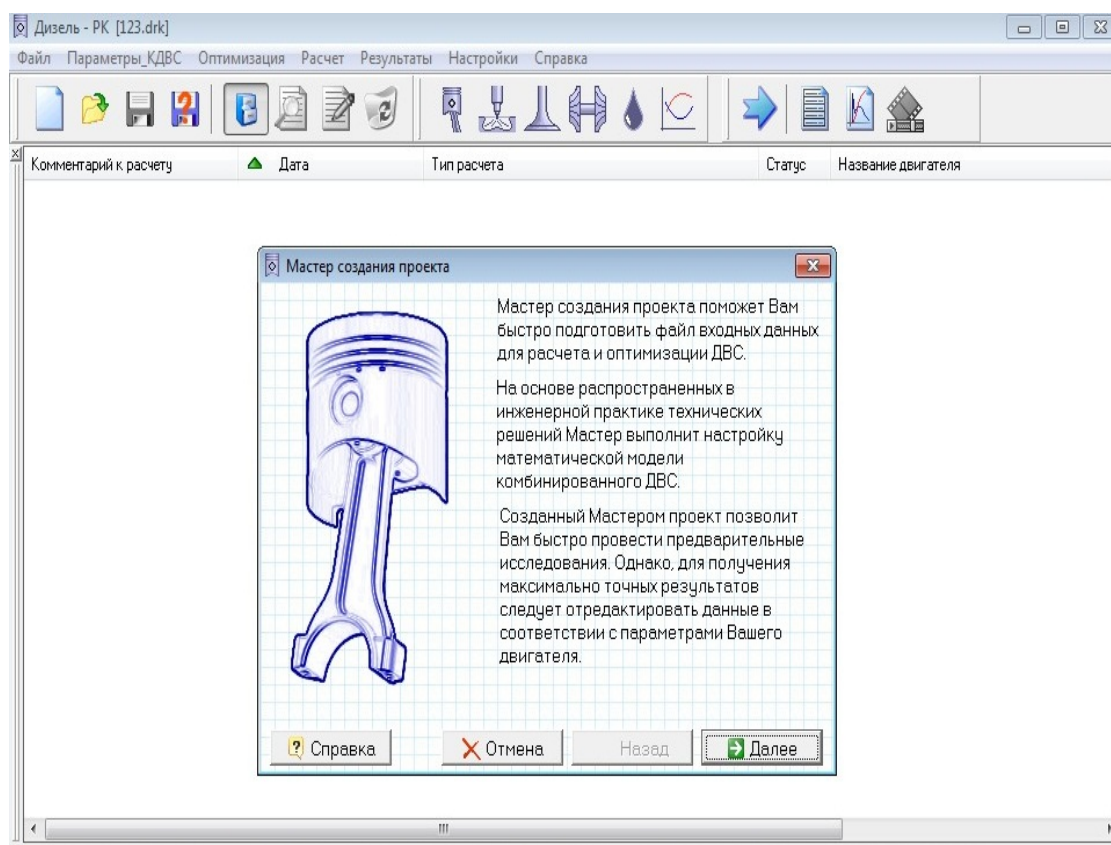 Дизель - РК [123.drk]
Файл Параметры_КДВС Оптимизация Расчет Результаты Настройки Справка
Комментарий к расчету Дата Тип расчета Статус Название двигателя
Мастер создания проекта
Мастер создания проекта поможет Вам
быстро подготовить файл входных данных
для расчета и оптимизации ДВС.
На основе распространенных в
инженерной практике технических
решений Мастер выполнит настройку
математической модели
комбинированного ДВС.
Созданный Мастером проект позволит
Вам быстро провести предварительные
исследования. Однако, для получения
максимально точных результатов
следует отредактировать данные в
соответствии с параметрами Вашего
двигателя.
Справка Отмена Назад Далее